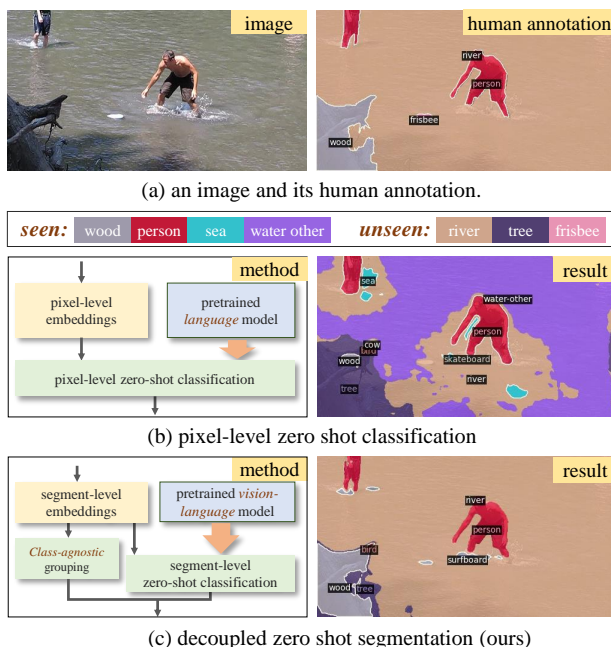 image
human annotation
river
person
frisbee
wood
(a) an image and its human annotation.
seen: wood person sea water other unseen: river tree frisbee
method
result
pixel-level
embeddings
pretrained
language model
pixel-level zero-shot classification
sea
water-other
person
cow
bird
wood
skateboard
river
tree
(b) pixel-level zero shot classification
method
result
segment-level
embeddings
pretrained vision-
language model
Class-agnostic
grouping
segment-level
zero-shot classification
river
person
bird
surfboard
wood
tree
(c) decoupled zero shot segmentation (ours)